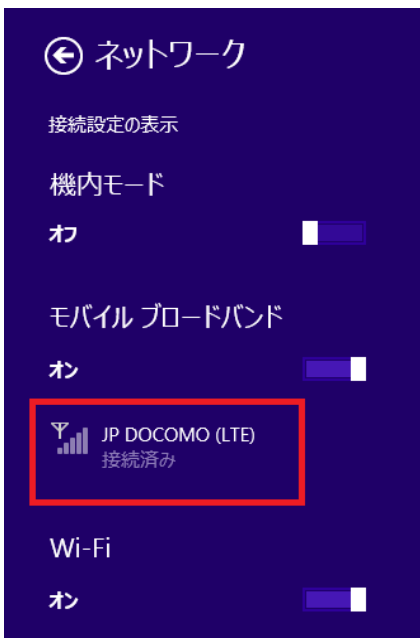 ネットワーク
接続設定の表示
機内モード
オフ
モバイル ブロードバンド
オン
JP DOCOMO (LTE)
接続済み
Wi-Fi
オン